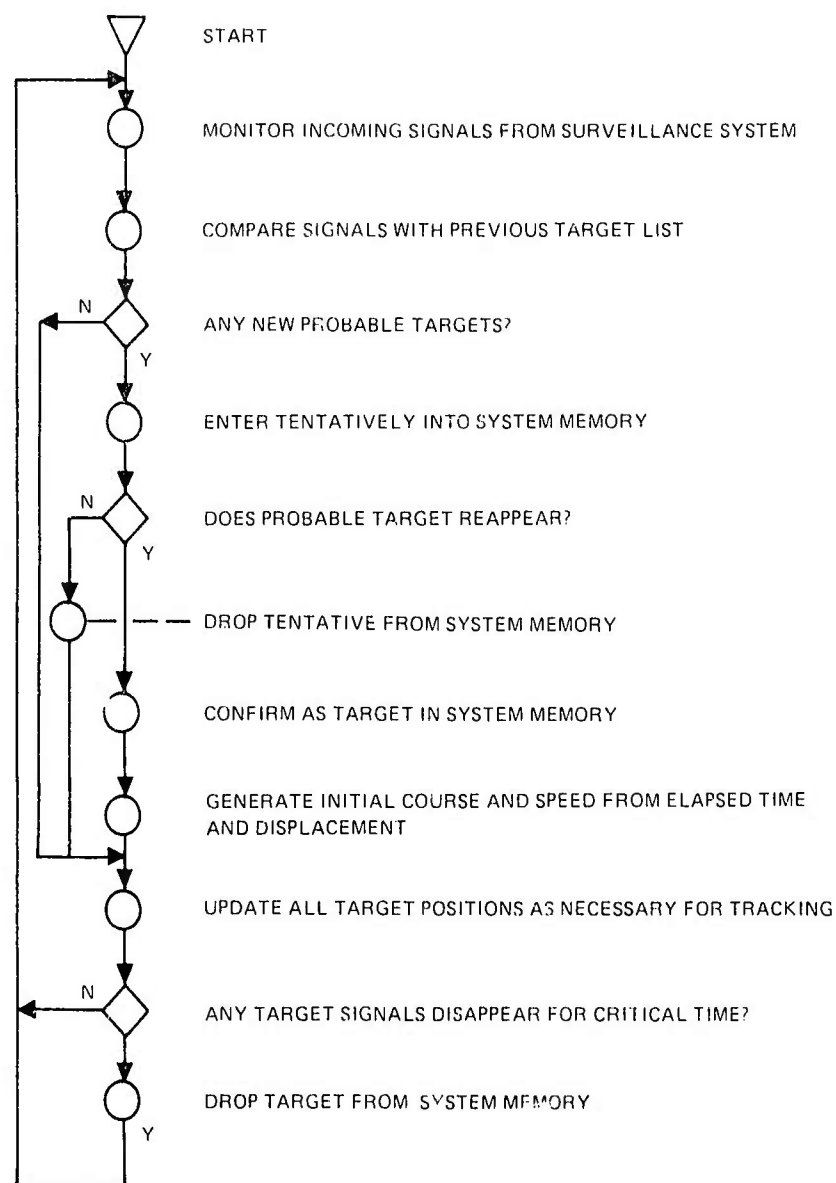 START
MONITOR INCOMING SIGNALS FROM SURVEILLANCE SYSTEM
COMPARE SIGNALS WITH PREVIOUS TARGET LIST
N
ANY NEW PROBABLE TARGETS?
Y
ENTER TENTATIVELY INTO SYSTEM MEMORY
N
DOES PROBABLE TARGET REAPPEAR?
Y
DROP TENTATIVE FROM SYSTEM MEMORY
CONFIRM AS TARGET IN SYSTEM MEMORY
GENERATE INITIAL COURSE AND SPEED FROM ELAPSED TIME
AND DISPLACEMENT
UPDATE ALL TARGET POSITIONS AS NECESSARY FOR TRACKING
N
ANY TARGET SIGNALS DISAPPEAR FOR CRITICAL TIME?
DROP TARGET FROM SYSTEM MEMORY
Y